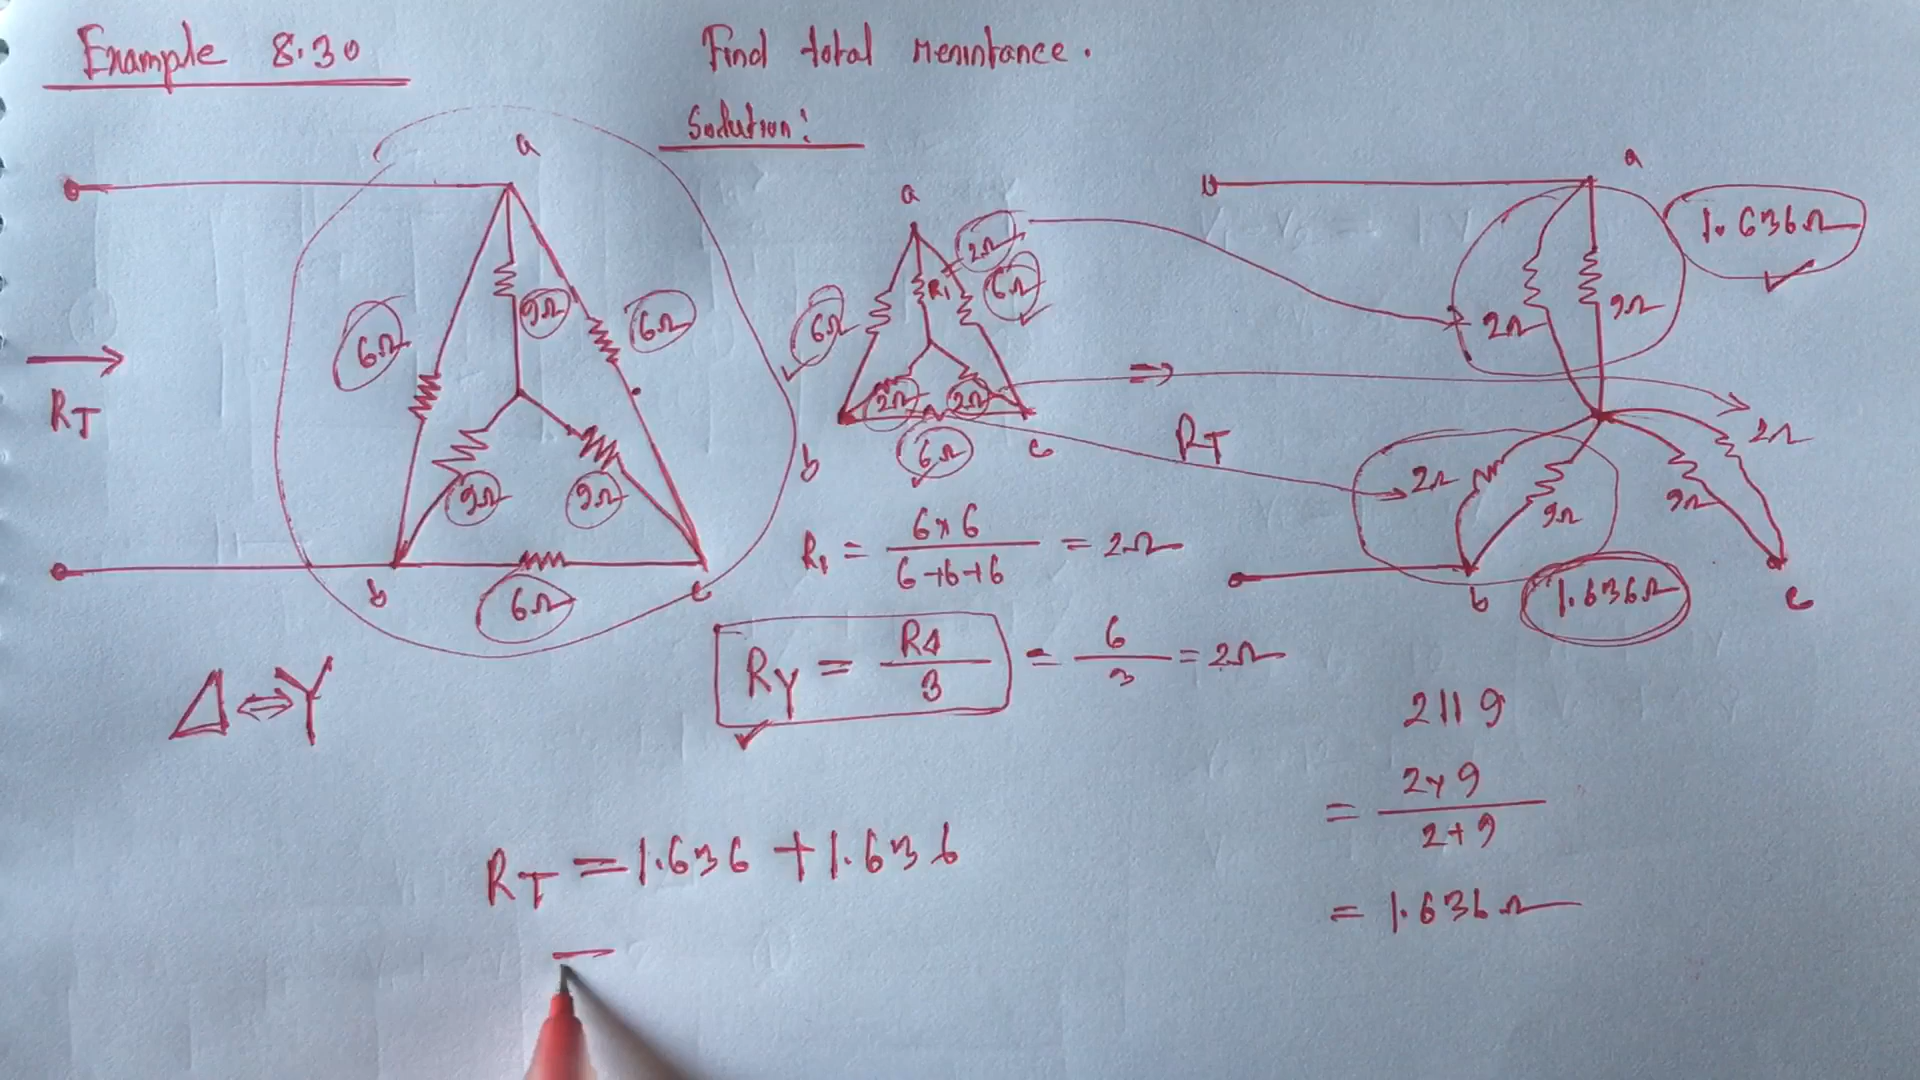 Example 8.30
Find total resistance.
Solution:
a
6Ω
9Ω
6Ω
RT
9Ω
9Ω
b
6Ω
c
Δ⇔Y
a
2Ω
R1
6Ω
6Ω
2Ω
2Ω
b
6Ω
c
R1 = 6×6 / 6+6+6 = 2Ω
RY = RΔ / 3 = 6 / 3 = 2Ω
⇒
RT
a
1.636Ω
2Ω
9Ω
2Ω
2Ω
9Ω
9Ω
b
1.636Ω
c
2||9
= 2×9 / 2+9
= 1.636Ω
RT = 1.636 + 1.636